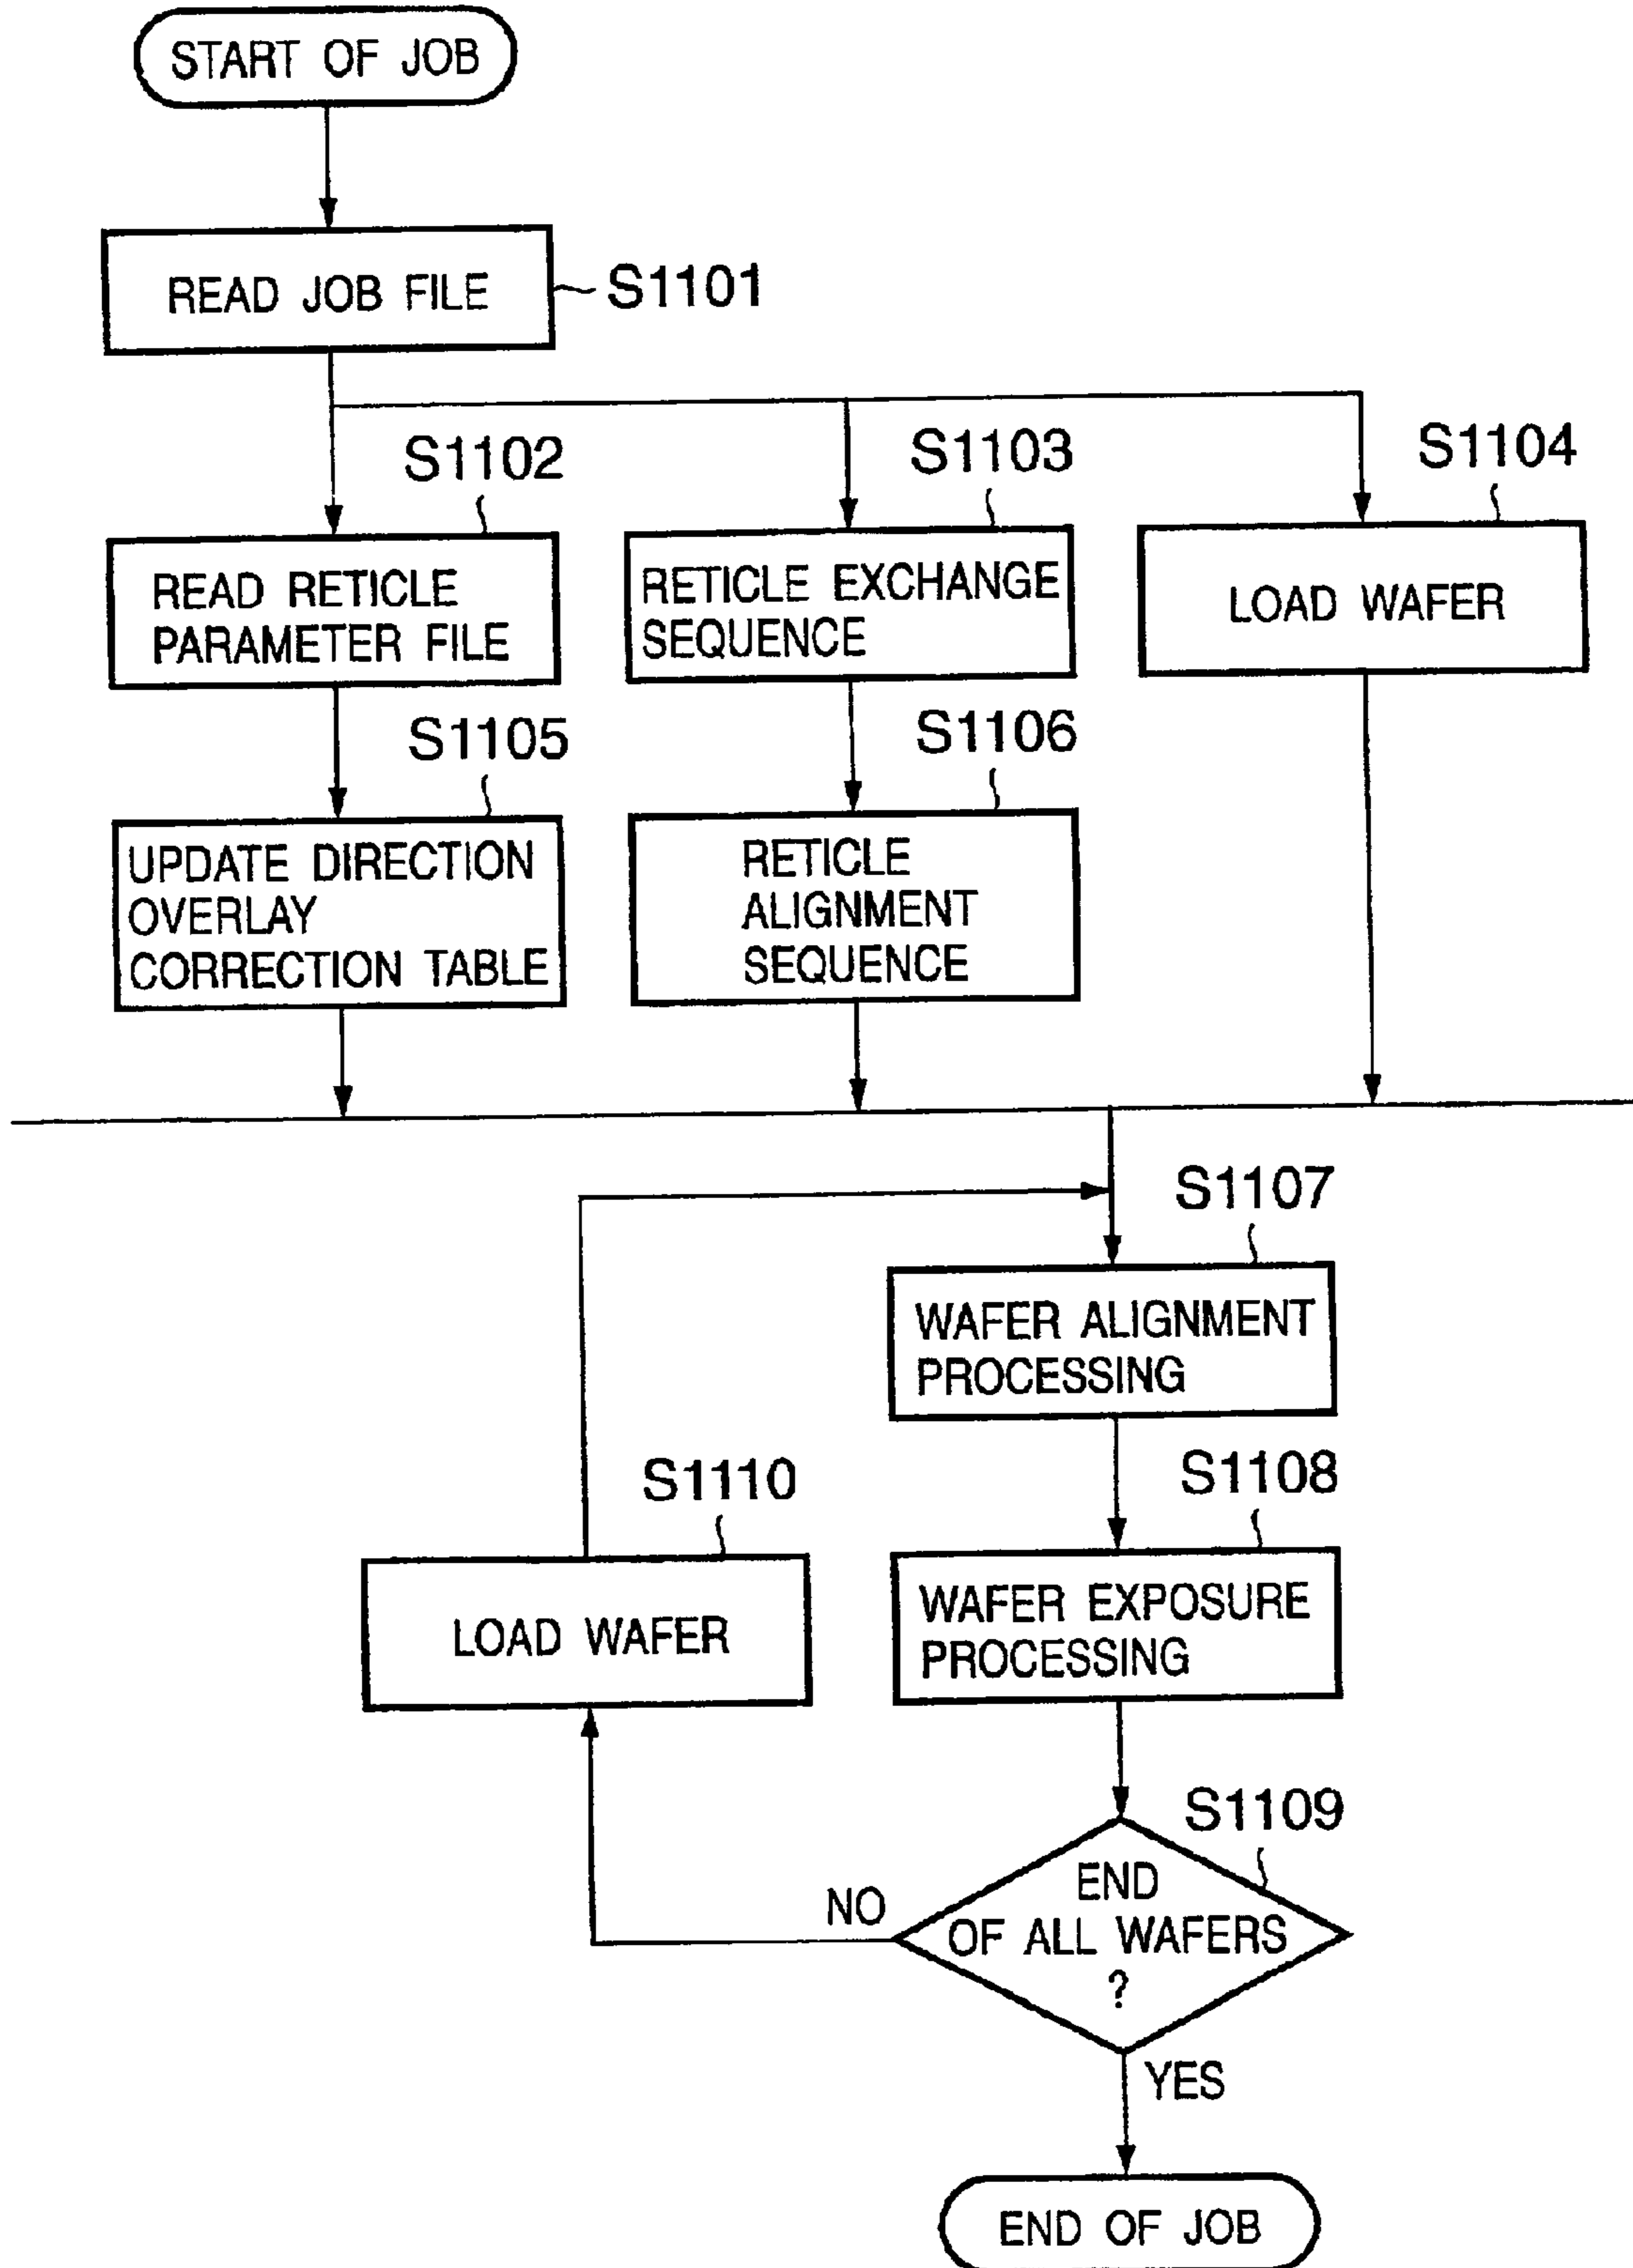 START OF JOB
READ JOB FILE
S1101
S1102
S1103
S1104
READ RETICLE
PARAMETER FILE
RETICLE EXCHANGE
SEQUENCE
LOAD WAFER
S1105
S1106
UPDATE DIRECTION
OVERLAY
CORRECTION TABLE
RETICLE
ALIGNMENT
SEQUENCE
S1107
WAFER ALIGNMENT
PROCESSING
S1110
S1108
LOAD WAFER
WAFER EXPOSURE
PROCESSING
S1109
NO
END
OF ALL WAFERS
?
YES
END OF JOB